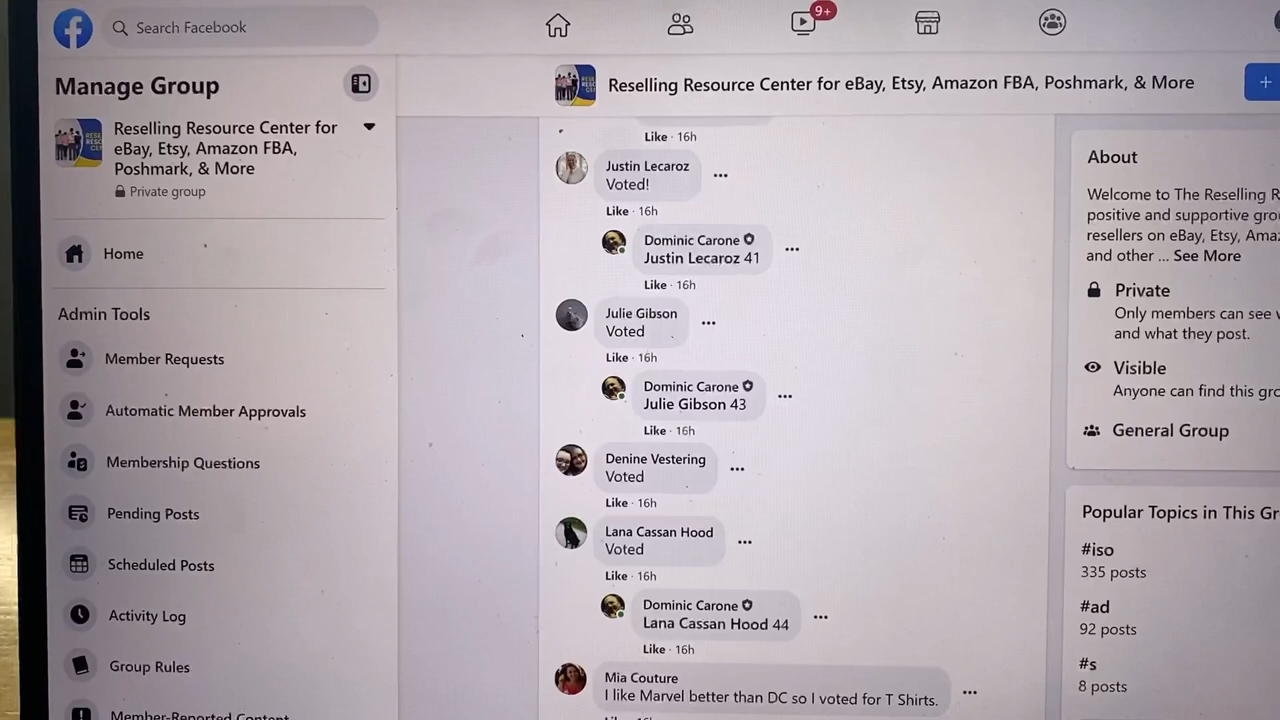 Search Facebook
9+
Manage Group
Reselling Resource Center for
eBay, Etsy, Amazon FBA,
Poshmark, & More
Private group
Home
Admin Tools
Member Requests
Automatic Member Approvals
Membership Questions
Pending Posts
Scheduled Posts
Activity Log
Group Rules
Member-Reported Content
Reselling Resource Center for eBay, Etsy, Amazon FBA, Poshmark, & More
Like · 16h
Justin Lecaroz
Voted!
Like · 16h
Dominic Carone
Justin Lecaroz 41
Like · 16h
Julie Gibson
Voted
Like · 16h
Dominic Carone
Julie Gibson 43
Like · 16h
Denine Vestering
Voted
Like · 16h
Lana Cassan Hood
Voted
Like · 16h
Dominic Carone
Lana Cassan Hood 44
Like · 16h
Mia Couture
I like Marvel better than DC so I voted for T Shirts.
About
Welcome to The Reselling R
positive and supportive gro
resellers on eBay, Etsy, Ama
and other ... See More
Private
Only members can see
and what they post.
Visible
Anyone can find this gro
General Group
Popular Topics in This Gr
#iso
335 posts
#ad
92 posts
#s
8 posts